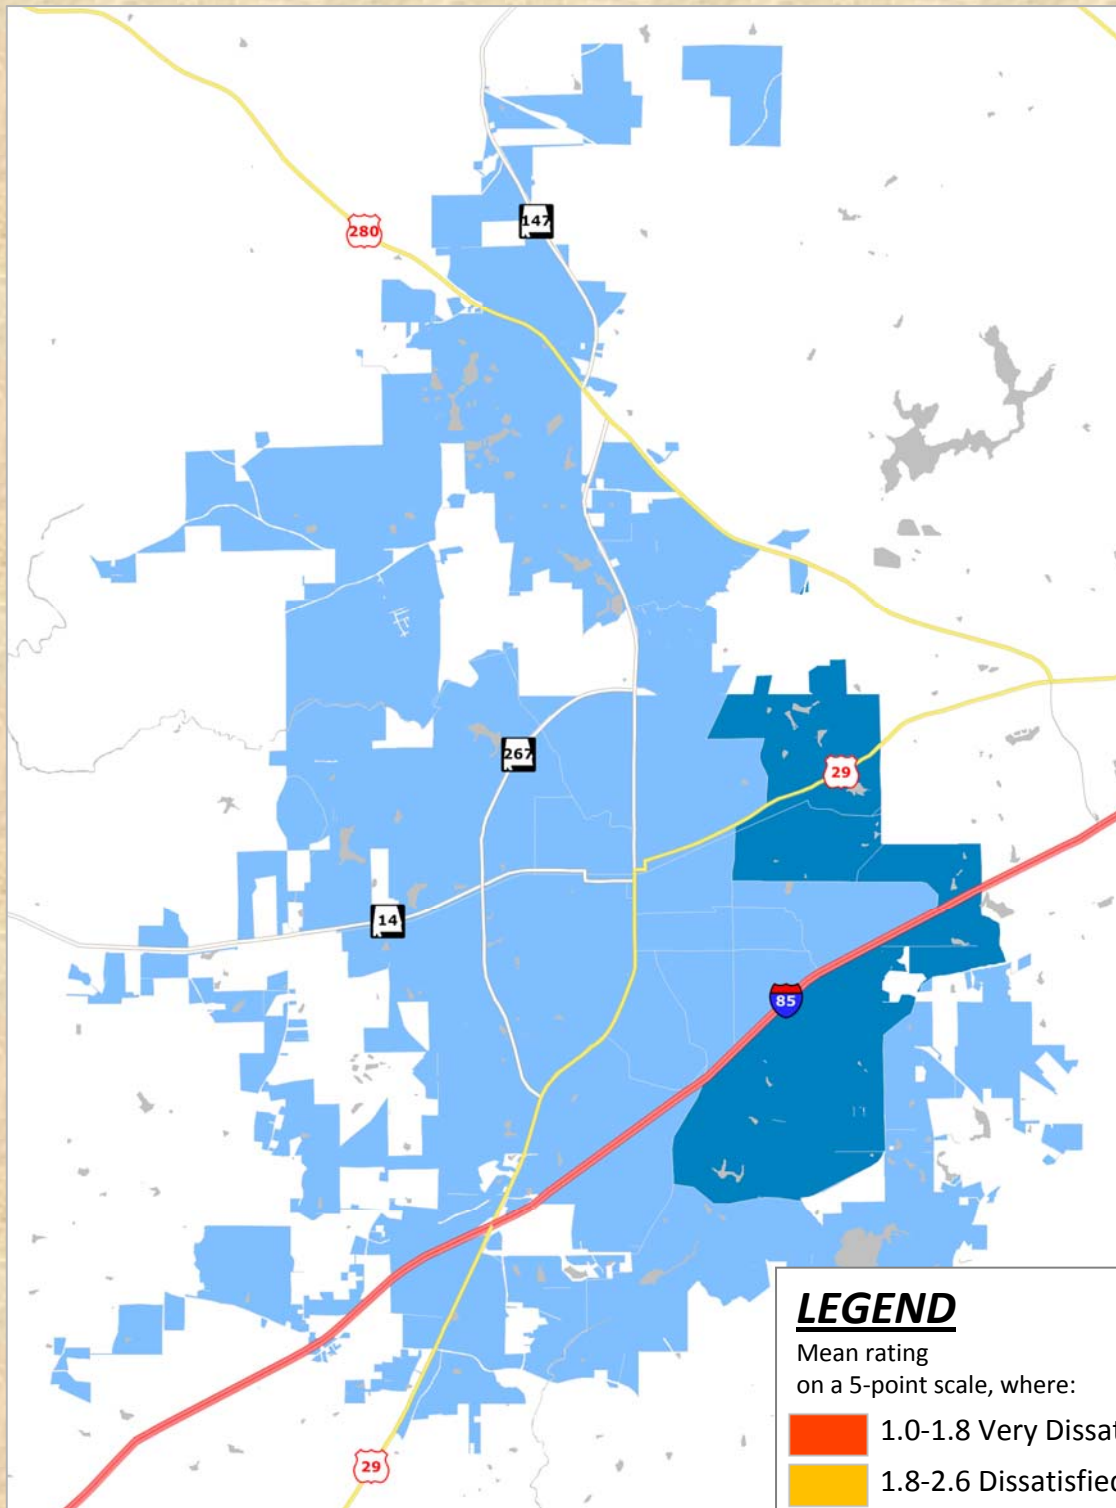 147
280
267
29
14
85
29
LEGEND
Mean rating
on a 5-point scale, where:
1.0-1.8 Very Dissat
1.8-2.6 Dissatisfied